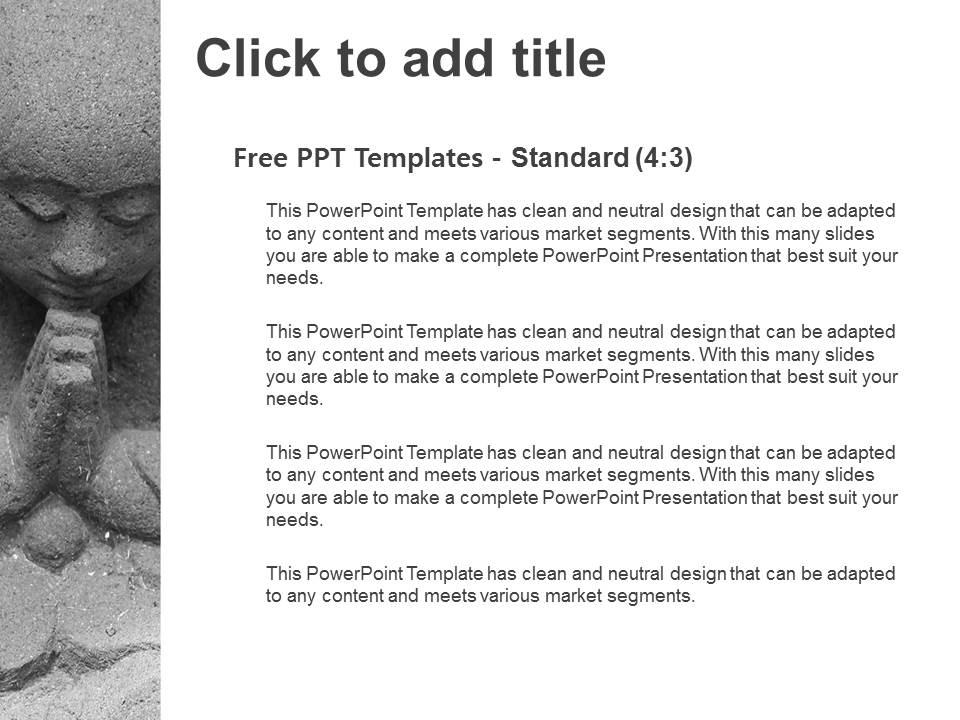 Click to add title
Free PPT Templates - Standard (4:3)
This PowerPoint Template has clean and neutral design that can be adapted
to any content and meets various market segments. With this many slides
you are able to make a complete PowerPoint Presentation that best suit your
needs.
This PowerPoint Template has clean and neutral design that can be adapted
to any content and meets various market segments. With this many slides
you are able to make a complete PowerPoint Presentation that best suit your
needs.
This PowerPoint Template has clean and neutral design that can be adapted
to any content and meets various market segments. With this many slides
you are able to make a complete PowerPoint Presentation that best suit your
needs.
This PowerPoint Template has clean and neutral design that can be adapted
to any content and meets various market segments.